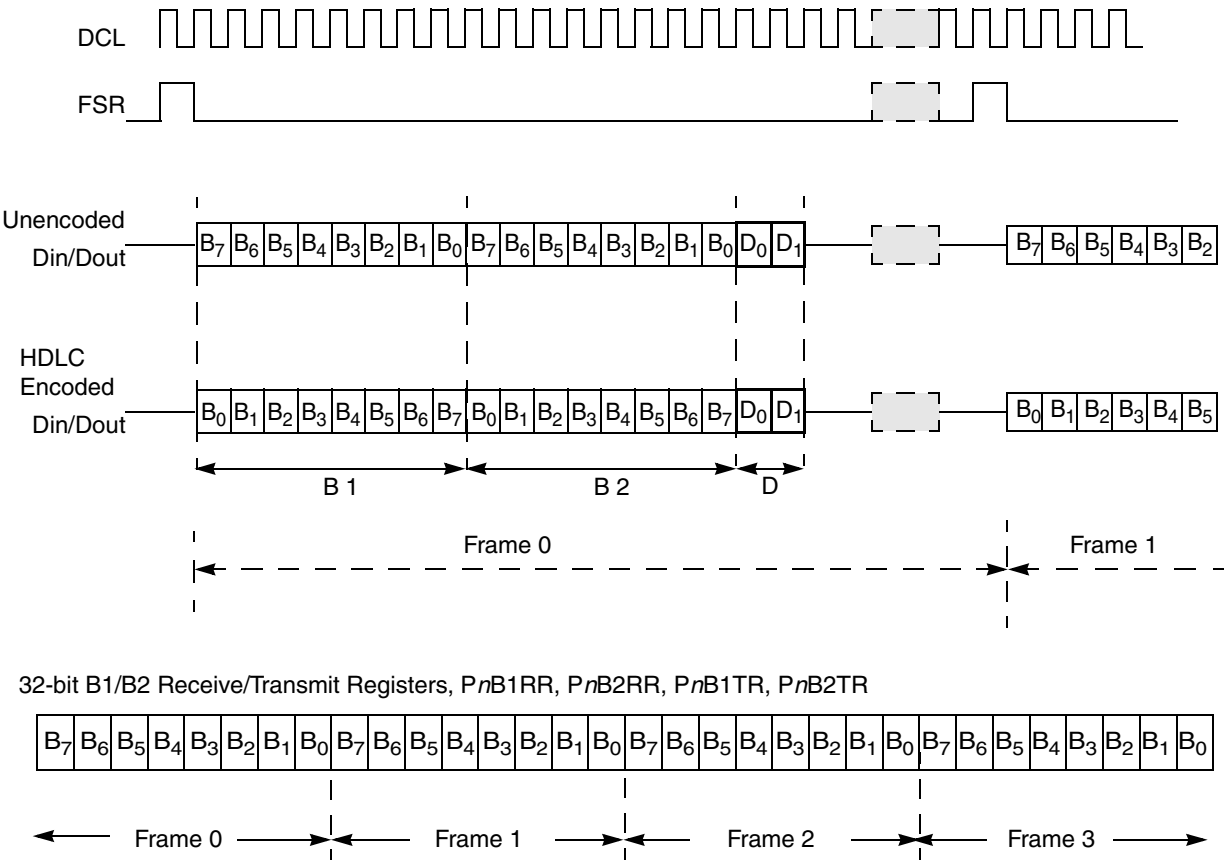 DCL
FSR
Unencoded
Din/Dout
B7 B6 B5 B4 B3 B2 B1 B0 B7 B6 B5 B4 B3 B2 B1 B0 D0 D1
B7 B6 B5 B4 B3 B2
HDLC
Encoded
Din/Dout
B0 B1 B2 B3 B4 B5 B6 B7 B0 B1 B2 B3 B4 B5 B6 B7 D0 D1
B0 B1 B2 B3 B4 B5
B 1 B 2 D
Frame 0 Frame 1
32-bit B1/B2 Receive/Transmit Registers, PnB1RR, PnB2RR, PnB1TR, PnB2TR
B7 B6 B5 B4 B3 B2 B1 B0 B7 B6 B5 B4 B3 B2 B1 B0 B7 B6 B5 B4 B3 B2 B1 B0 B7 B6 B5 B4 B3 B2 B1 B0
Frame 0 Frame 1 Frame 2 Frame 3